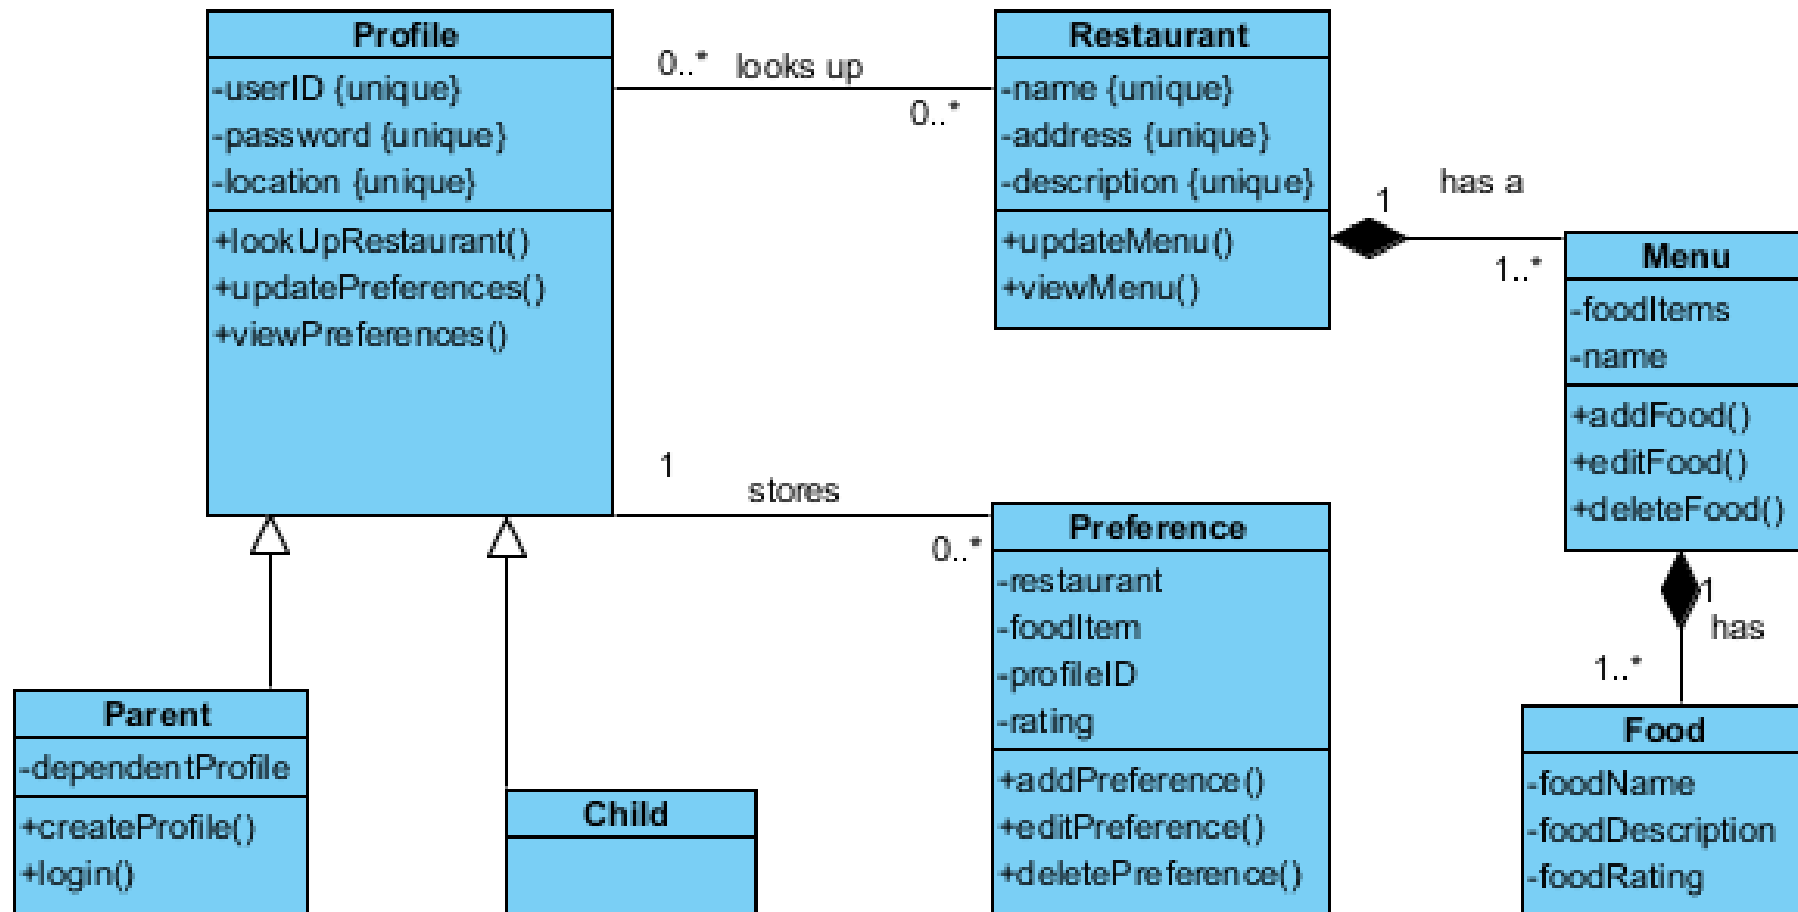 Profile
-userID {unique}
-password {unique}
-location {unique}
+lookUpRestaurant()
+updatePreferences()
+viewPreferences()
0..*
looks up
0..*
Restaurant
-name {unique}
-address {unique}
-description {unique}
+updateMenu()
+viewMenu()
1
has a
1..*
Menu
-foodItems
-name
+addFood()
+editFood()
+deleteFood()
1
stores
0..*
Preference
-restaurant
-foodItem
-profileID
-rating
+addPreference()
+editPreference()
+deletePreference()
1
has
1..*
Parent
-dependentProfile
+createProfile()
+login()
Child
Food
-foodName
-foodDescription
-foodRating